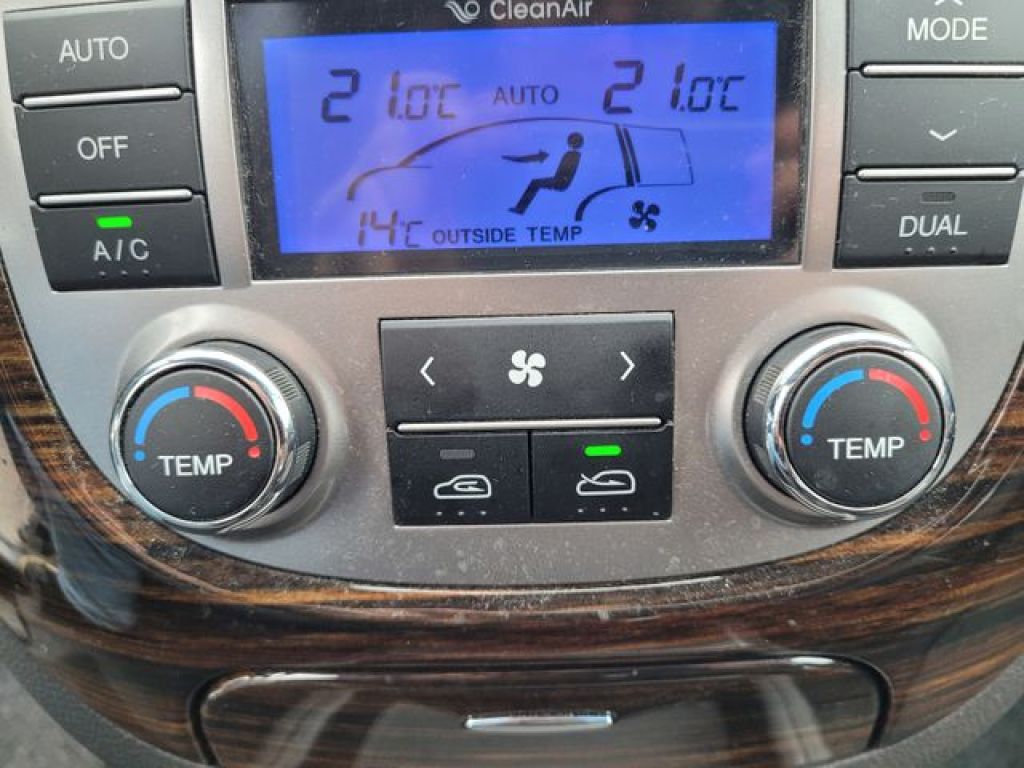 CleanAir
AUTO
MODE
21.0°C AUTO 21.0°C
OFF
A/C
14°C OUTSIDE TEMP
DUAL
TEMP
TEMP